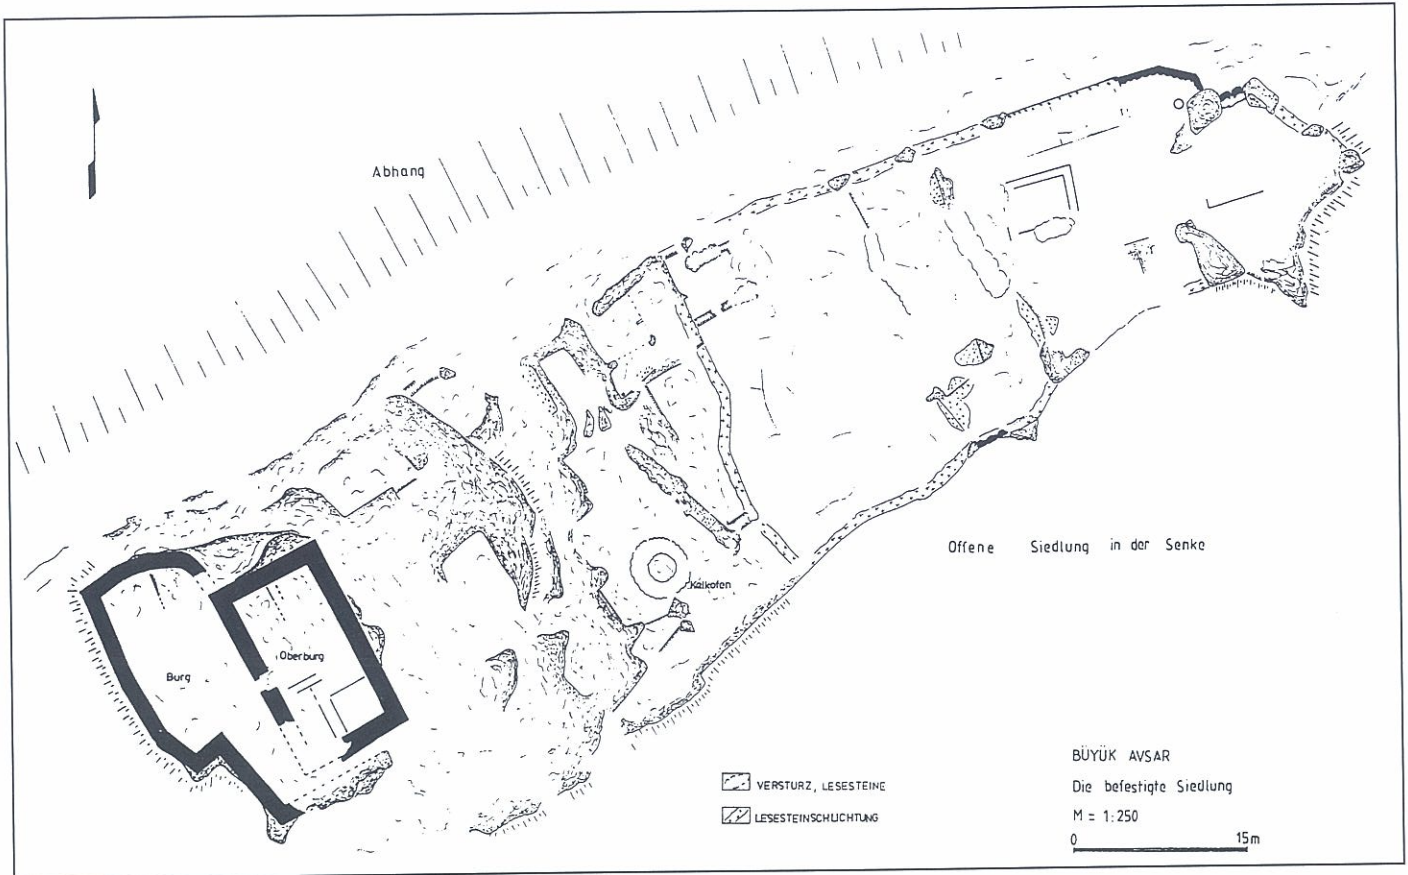 Abhang
Offene Siedlung in der Senke
Kalkofen
Oberburg
Burg
BÜYÜK AVSAR
Die befestigte Siedlung
M = 1:250
0 15m
VERSTURZ, LESESTEINE
LESESTEINSCHLICHTUNG